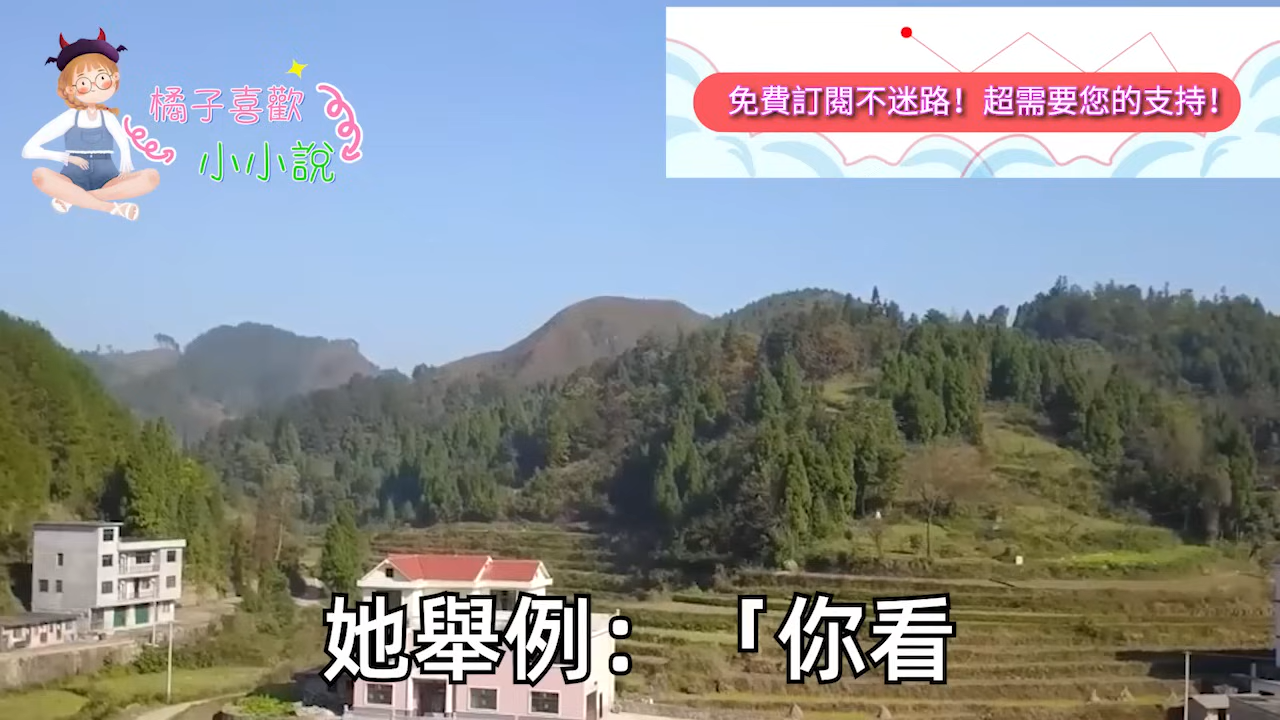 橘子喜歡
小小說
免費訂閱不迷路！超需要您的支持！
她舉例：「你看